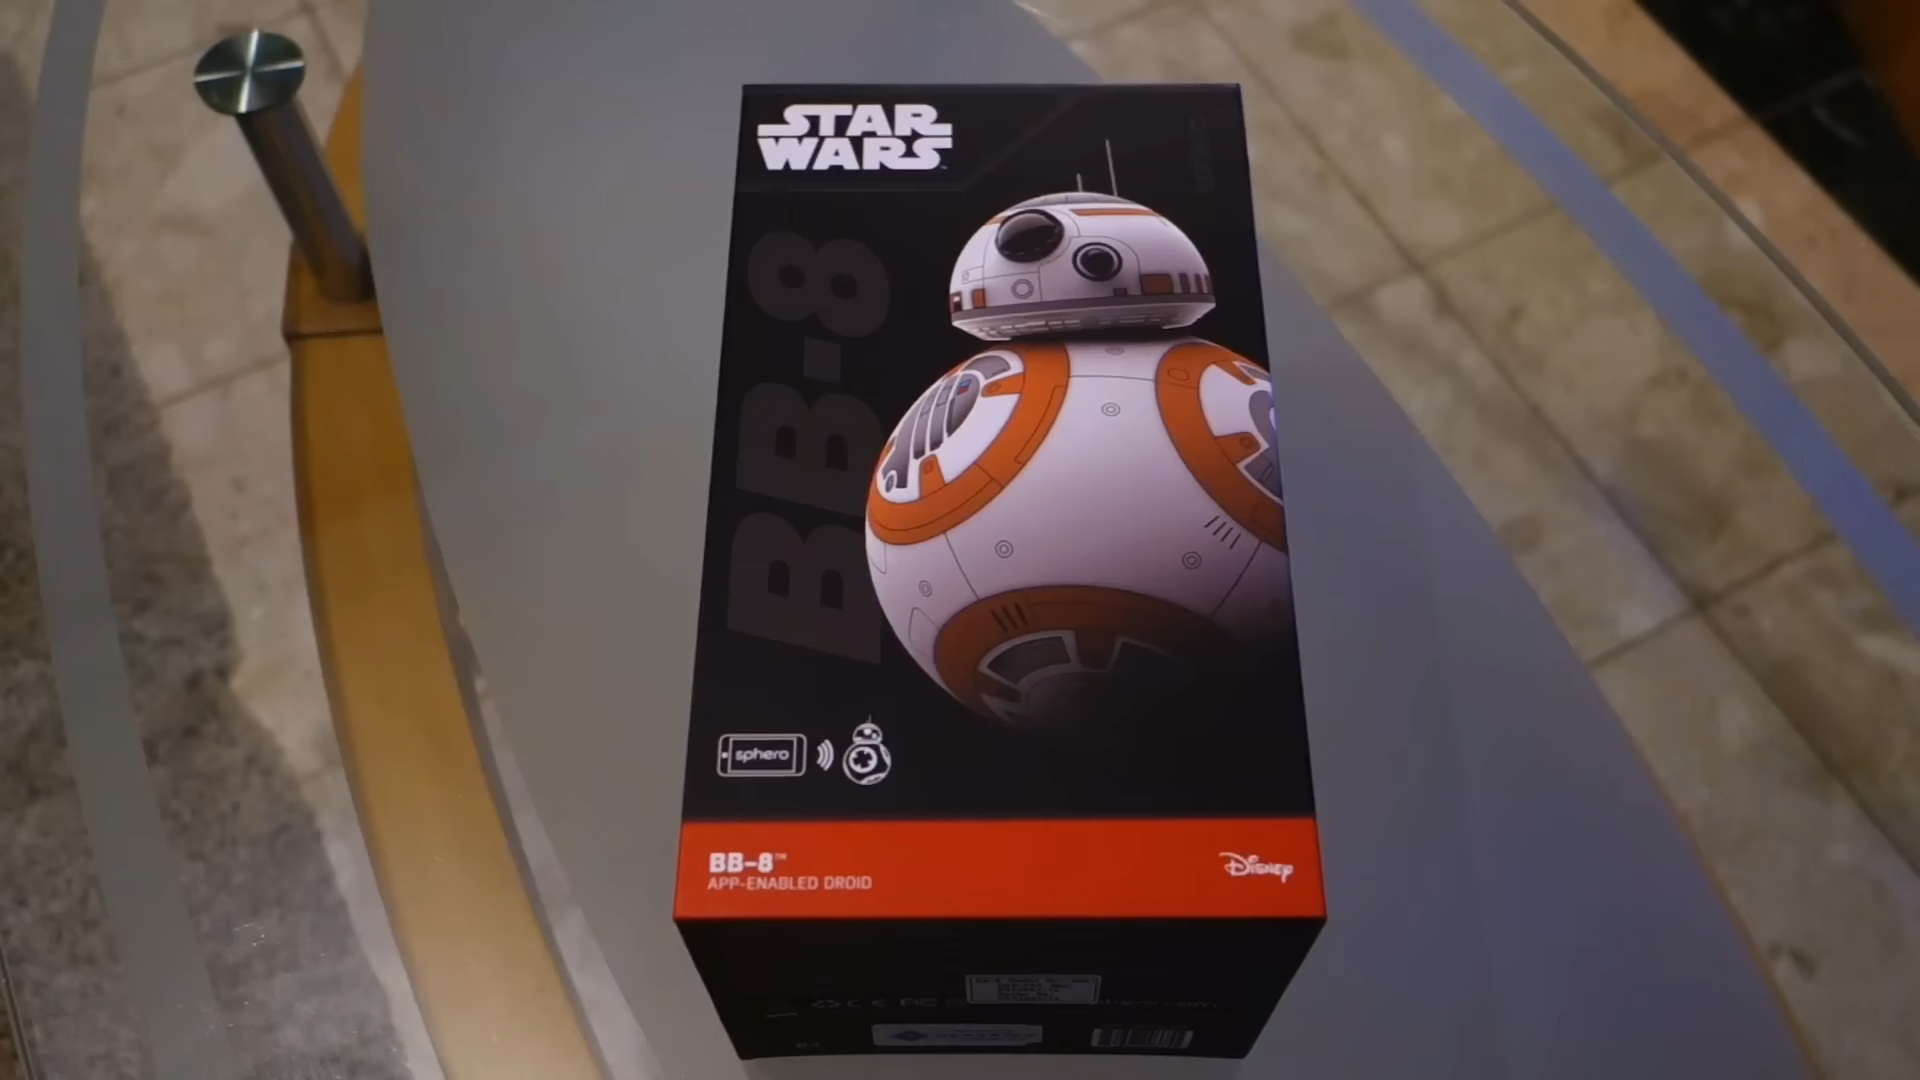 STAR
WARS
BB-8
sphero
BB-8™
APP-ENABLED DROID
Disney